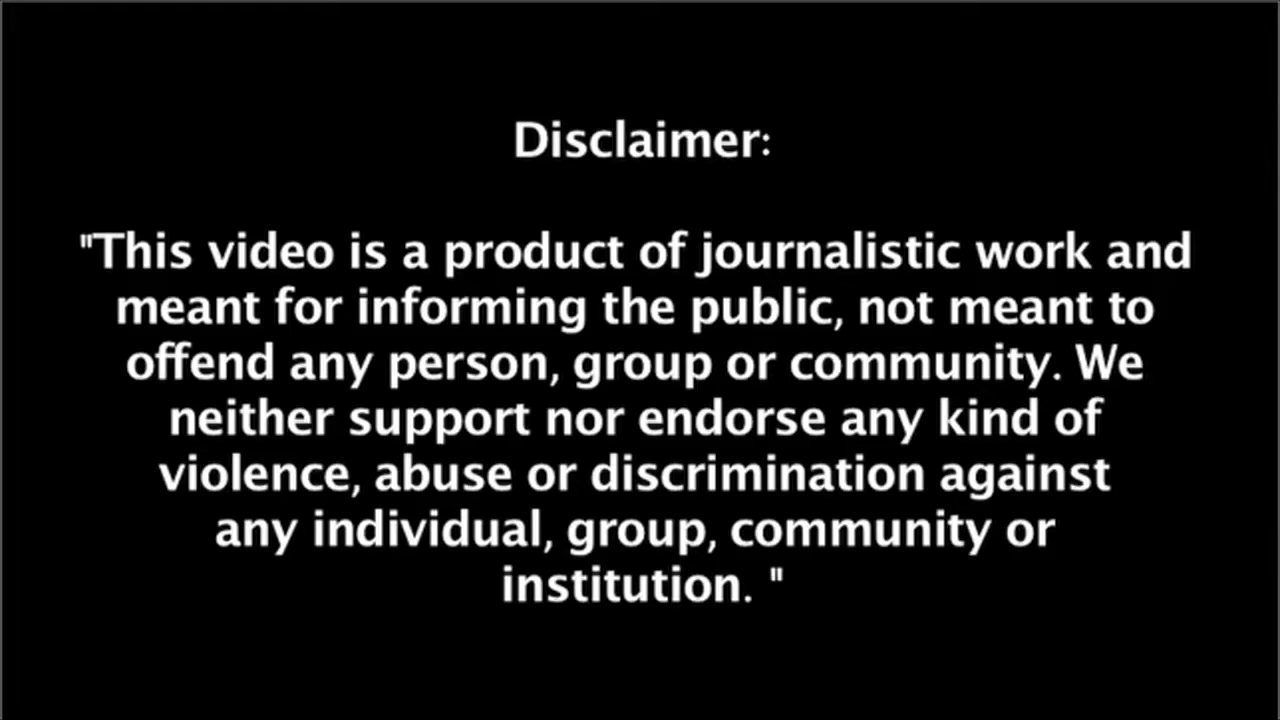 Disclaimer:
"This video is a product of journalistic work and
meant for informing the public, not meant to
offend any person, group or community. We
neither support nor endorse any kind of
violence, abuse or discrimination against
any individual, group, community or
institution. "